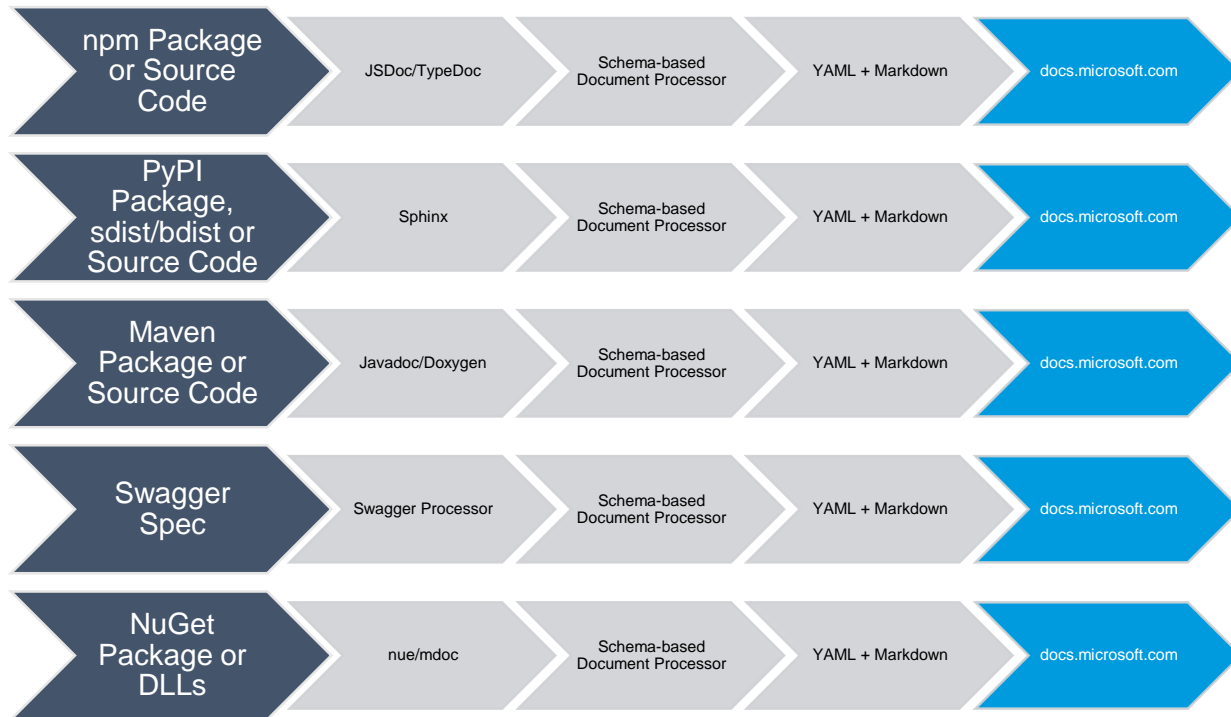 npm Package
or Source
Code
JSDoc/TypeDoc
Schema-based
Document Processor
YAML + Markdown
docs.microsoft.com
PyPI
Package,
sdist/bdist or
Source Code
Sphinx
Schema-based
Document Processor
YAML + Markdown
docs.microsoft.com
Maven
Package or
Source Code
Javadoc/Doxygen
Schema-based
Document Processor
YAML + Markdown
docs.microsoft.com
Swagger
Spec
Swagger Processor
Schema-based
Document Processor
YAML + Markdown
docs.microsoft.com
NuGet
Package or
DLLs
nue/mdoc
Schema-based
Document Processor
YAML + Markdown
docs.microsoft.com